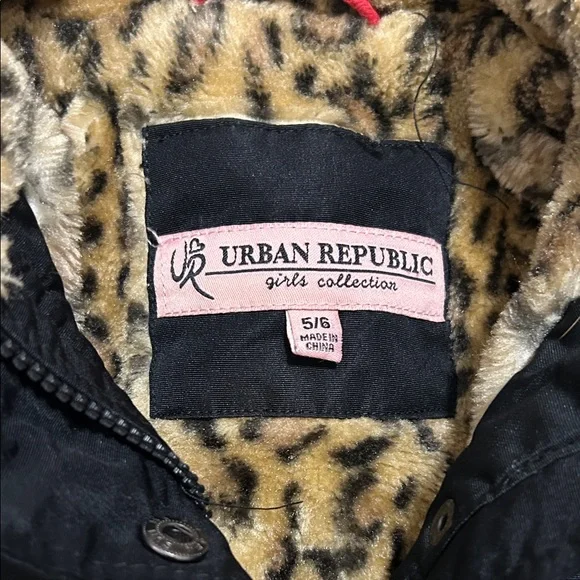 UR URBAN REPUBLIC
girls collection
5/6
MADE IN
CHINA